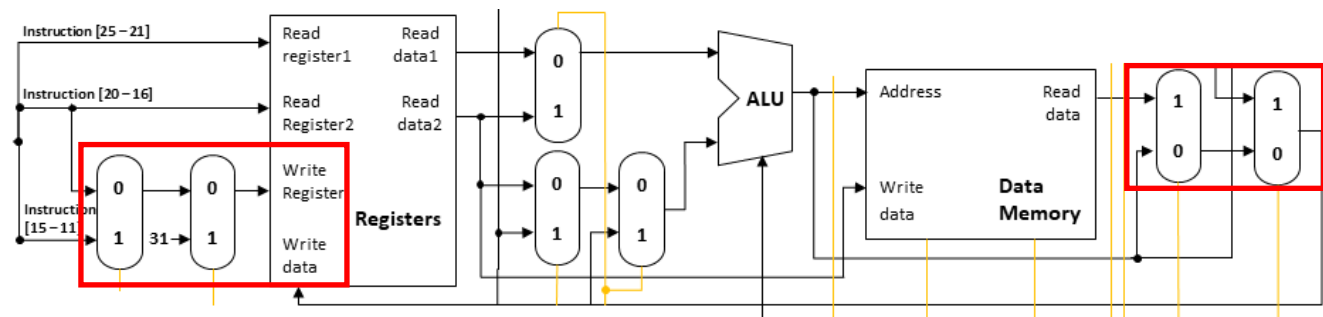 Instruction [25 – 21]
Instruction [20 – 16]
Instruction
[15 – 11]
0
1
31
0
1
Read
register1
Read
data1
Read
Register2
Read
data2
Write
Register
Registers
Write
data
0
1
0
1
0
1
ALU
Address
Read
data
Write
data
Data
Memory
1
0
1
0